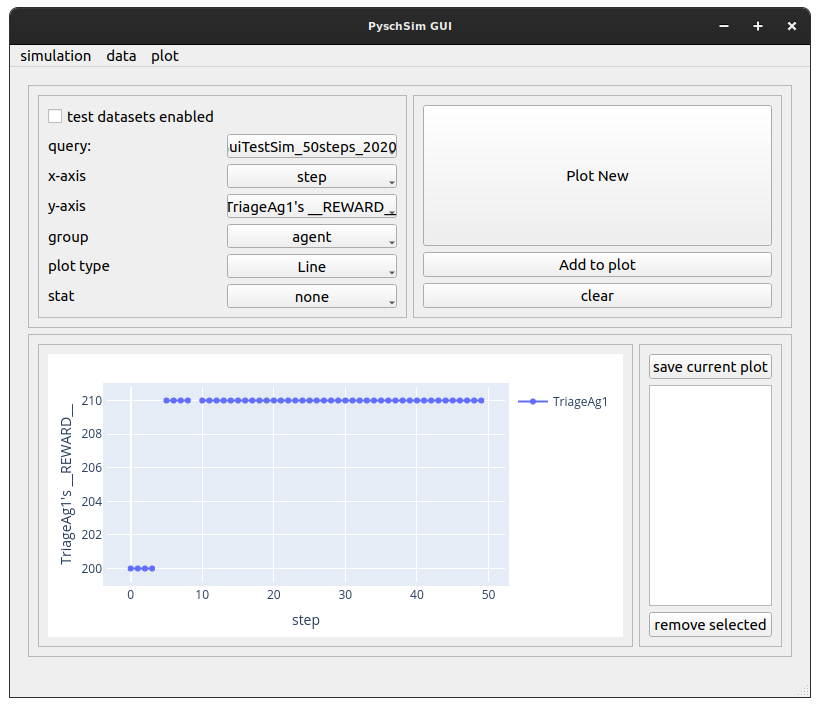 PyschSim GUI
simulation data plot
test datasets enabled
query: uiTestSim_50steps_2020
x-axis step
y-axis TriageAg1's __REWARD__
group agent
plot type Line
stat none
Plot New
Add to plot
clear
save current plot
TriageAg1's __REWARD__
210
208
206
204
202
200
0 10 20 30 40 50
step
TriageAg1
remove selected